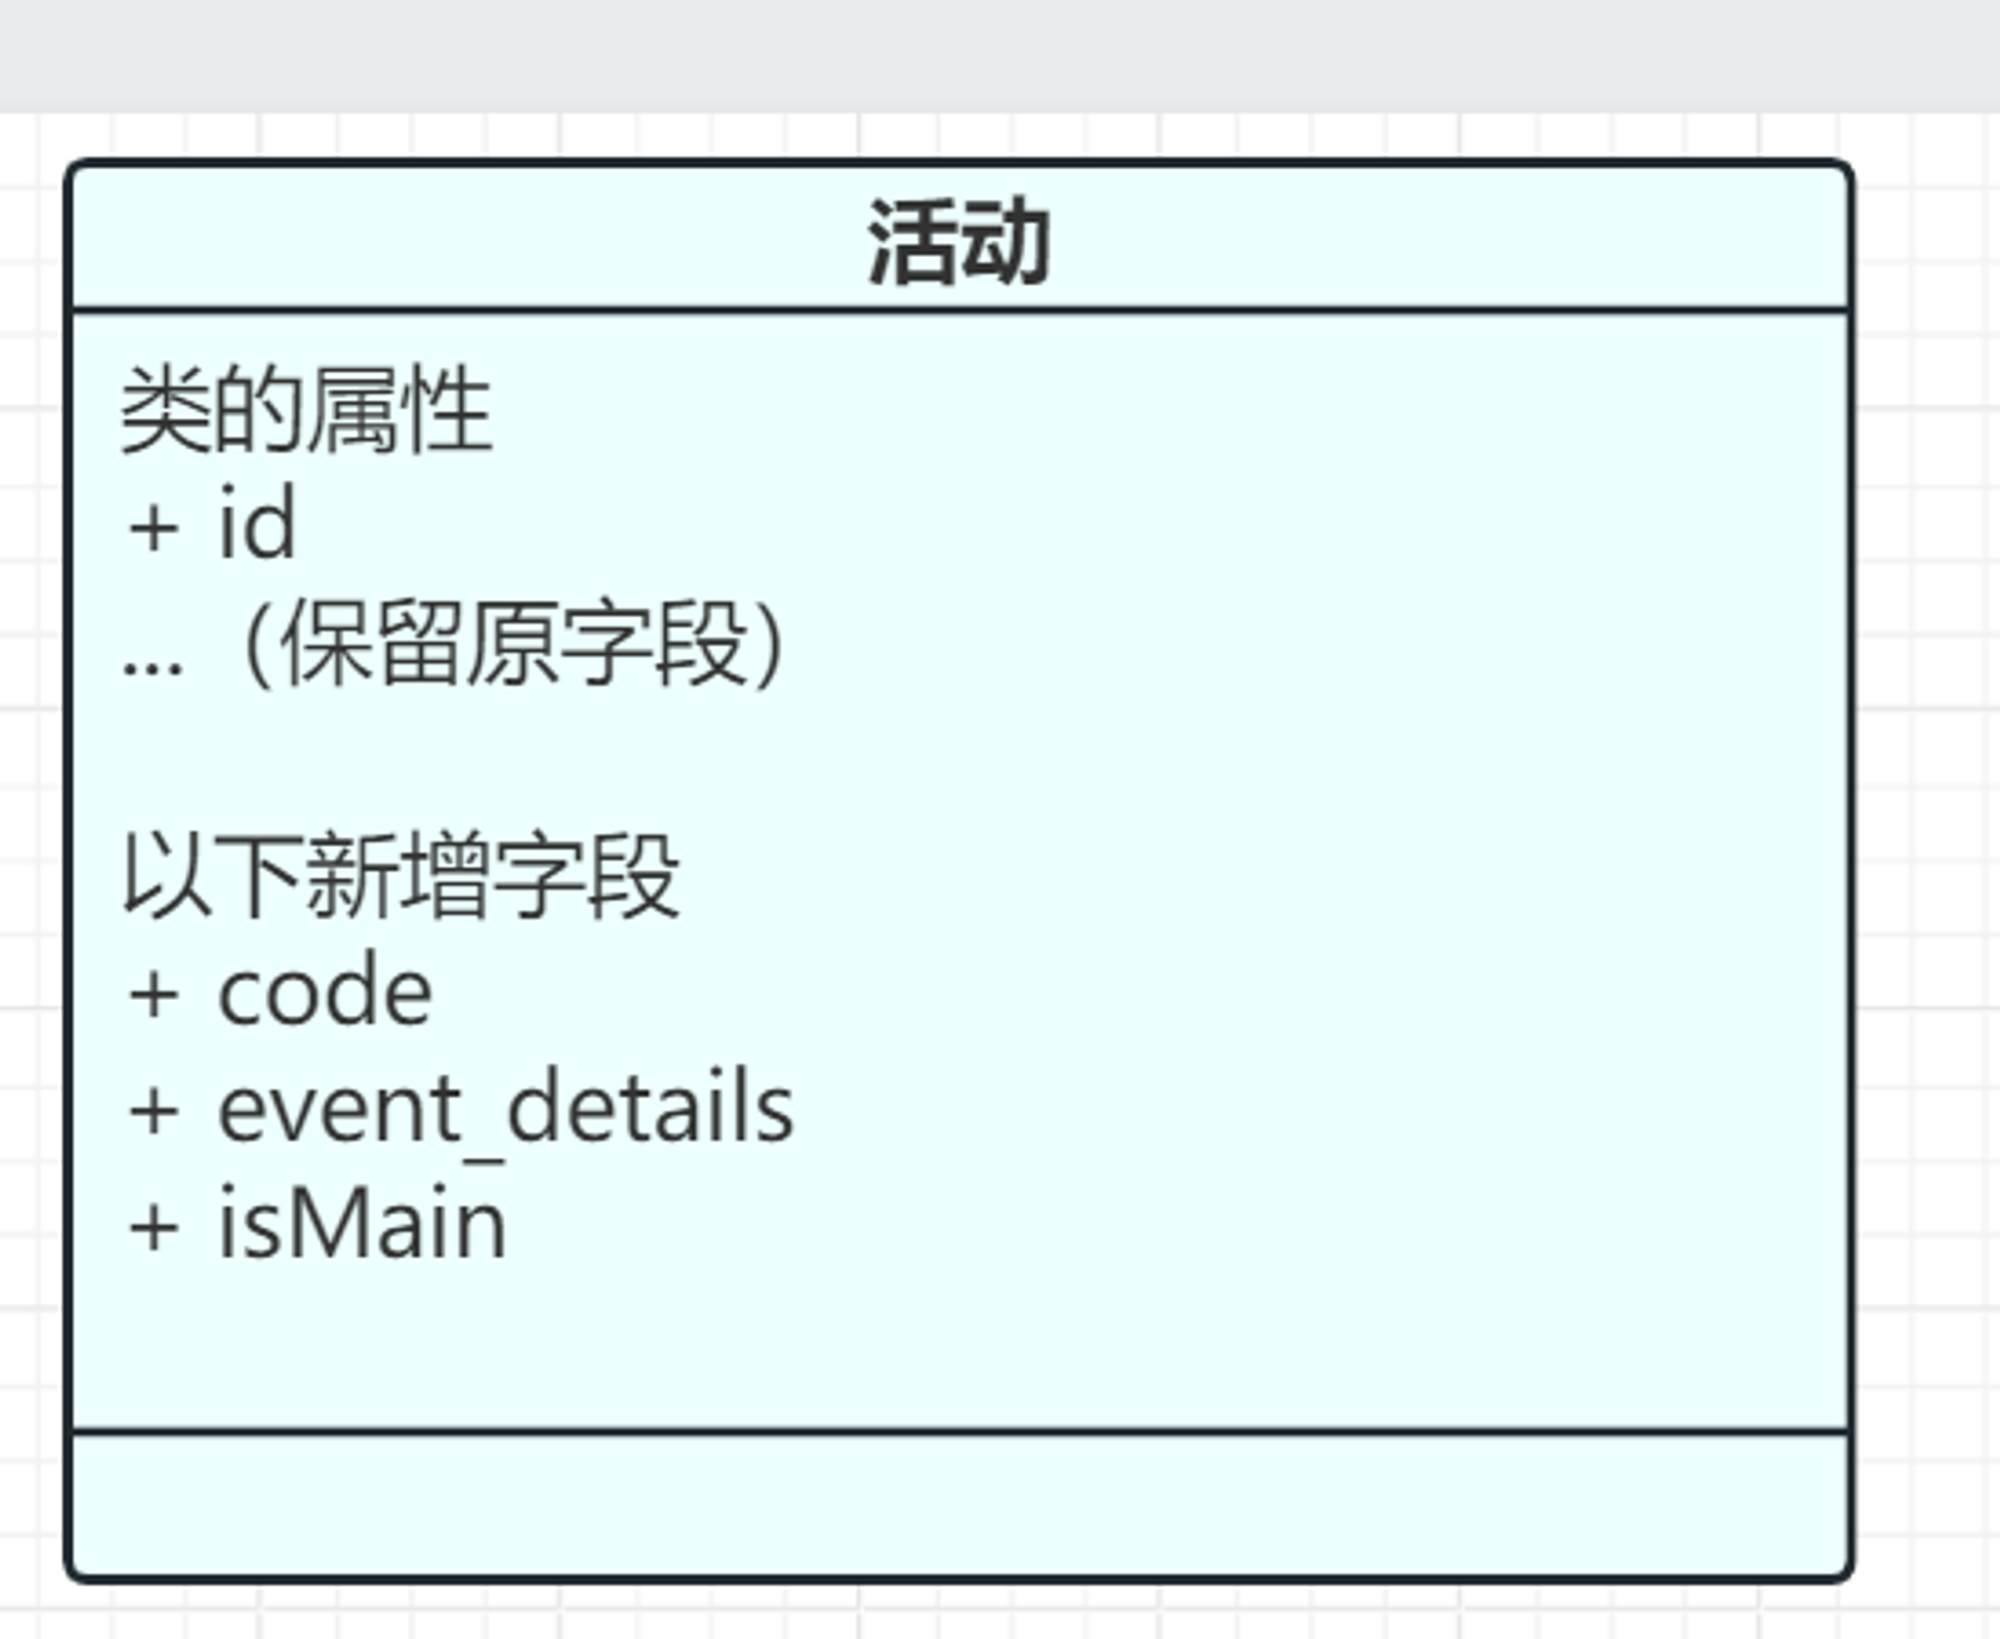 活动
类的属性
+ id
...（保留原字段）
以下新增字段
+ code
+ event_details
+ isMain